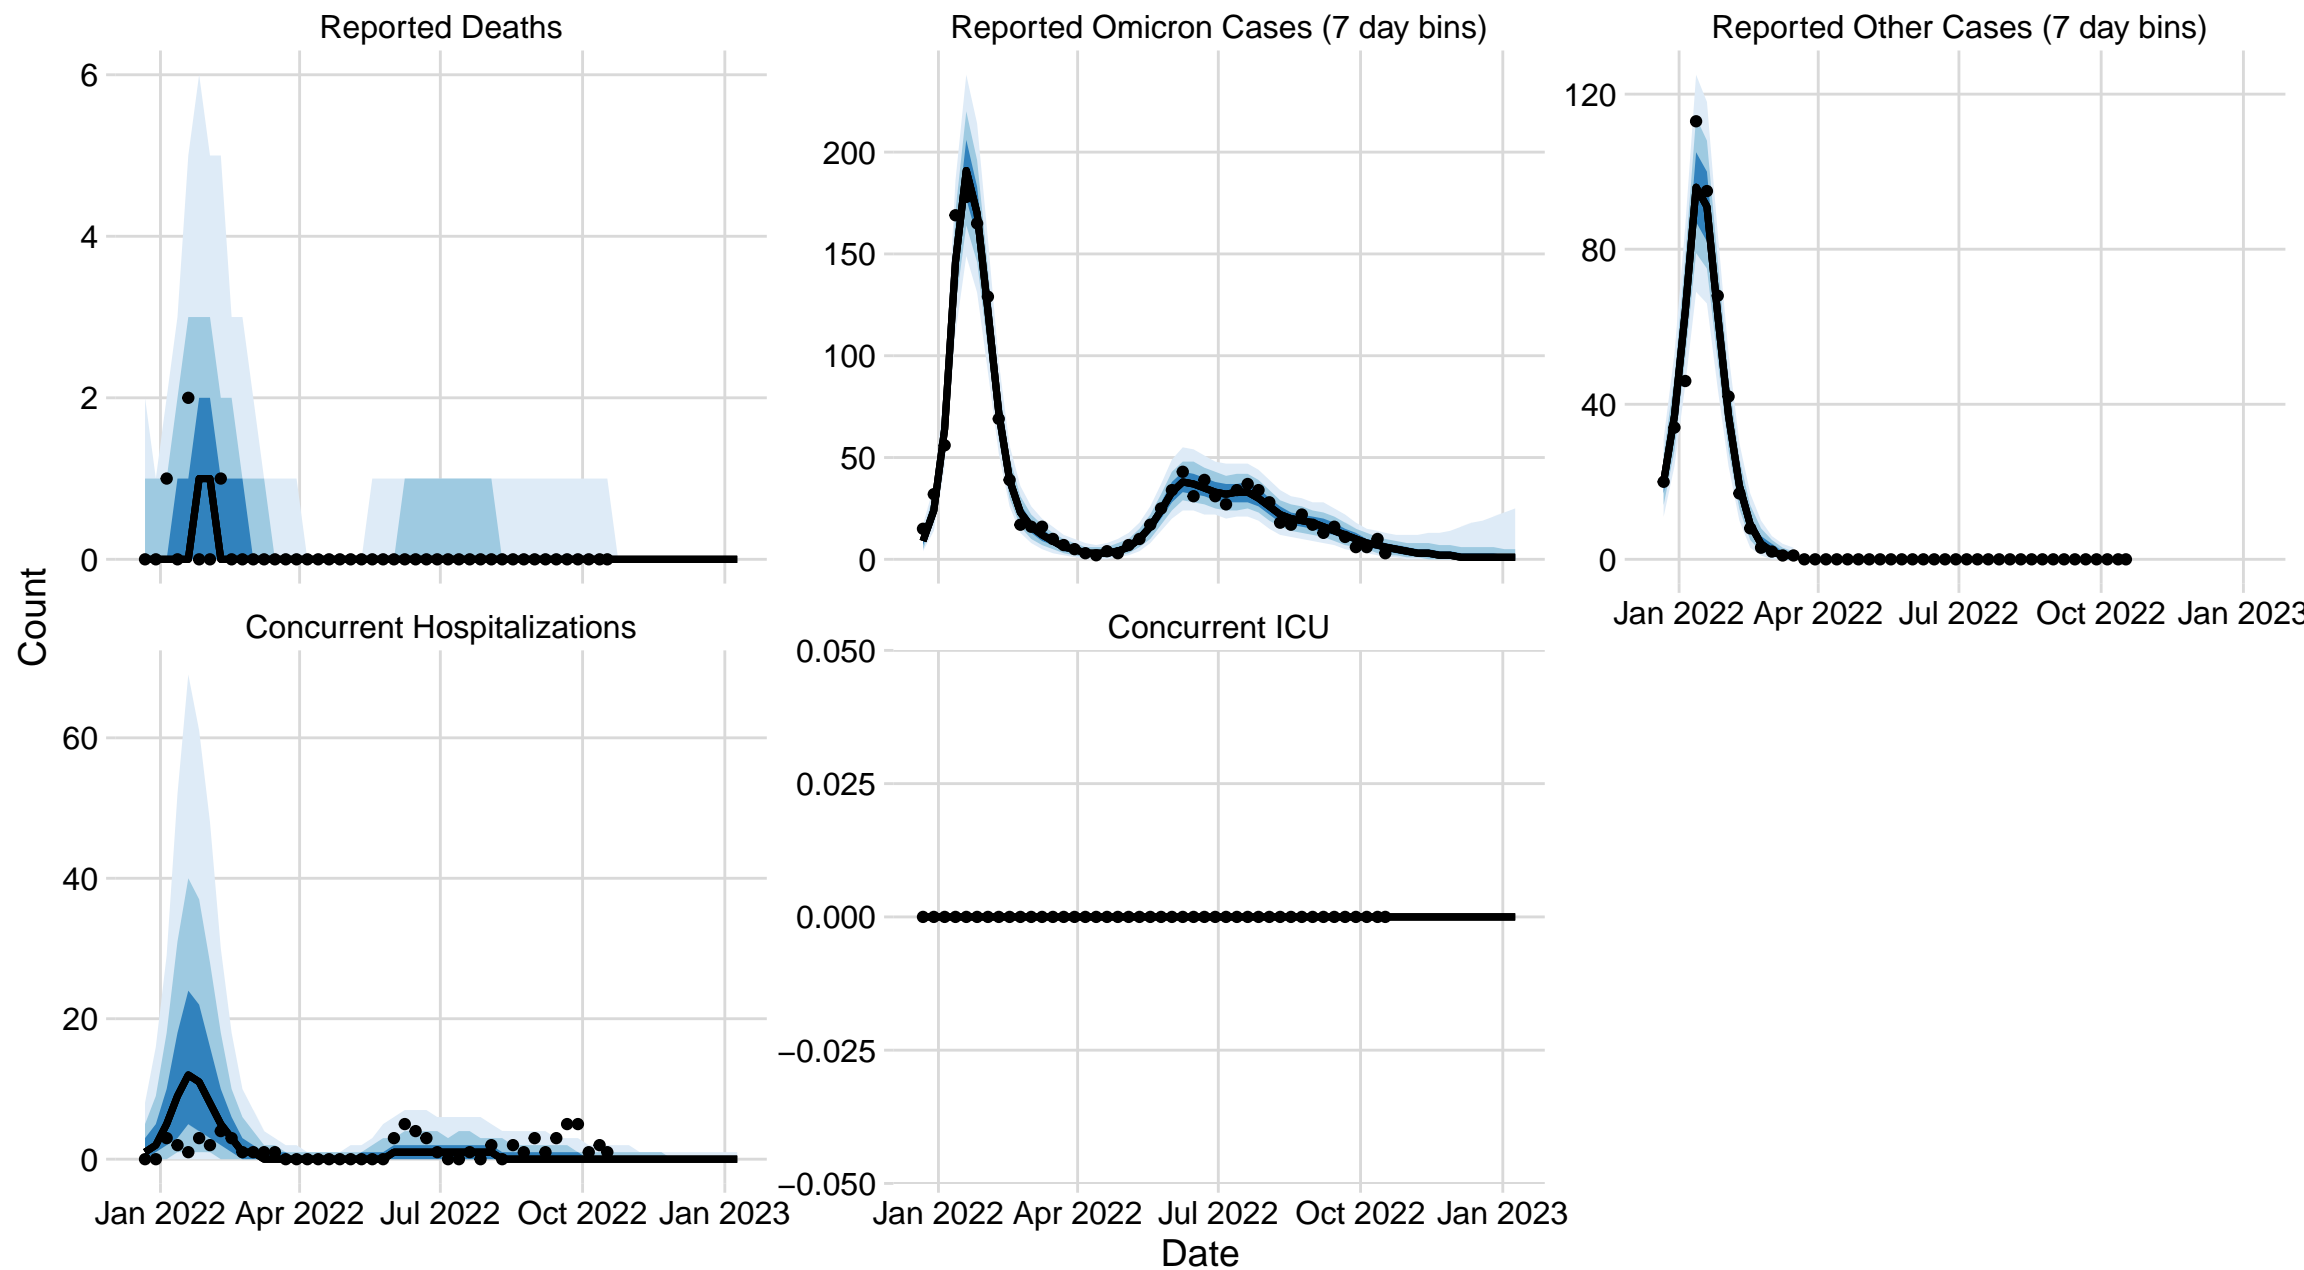 Reported Deaths
Reported Omicron Cases (7 day bins)
Reported Other Cases (7 day bins)
6
4
2
0
200
150
100
50
0
120
80
40
0
Jan 2022 Apr 2022 Jul 2022 Oct 2022 Jan 2023
Count
Concurrent Hospitalizations
Concurrent ICU
60
40
20
0
0.050
0.025
0.000
−0.025
−0.050
Jan 2022 Apr 2022 Jul 2022 Oct 2022 Jan 2023
Jan 2022 Apr 2022 Jul 2022 Oct 2022 Jan 2023
Date